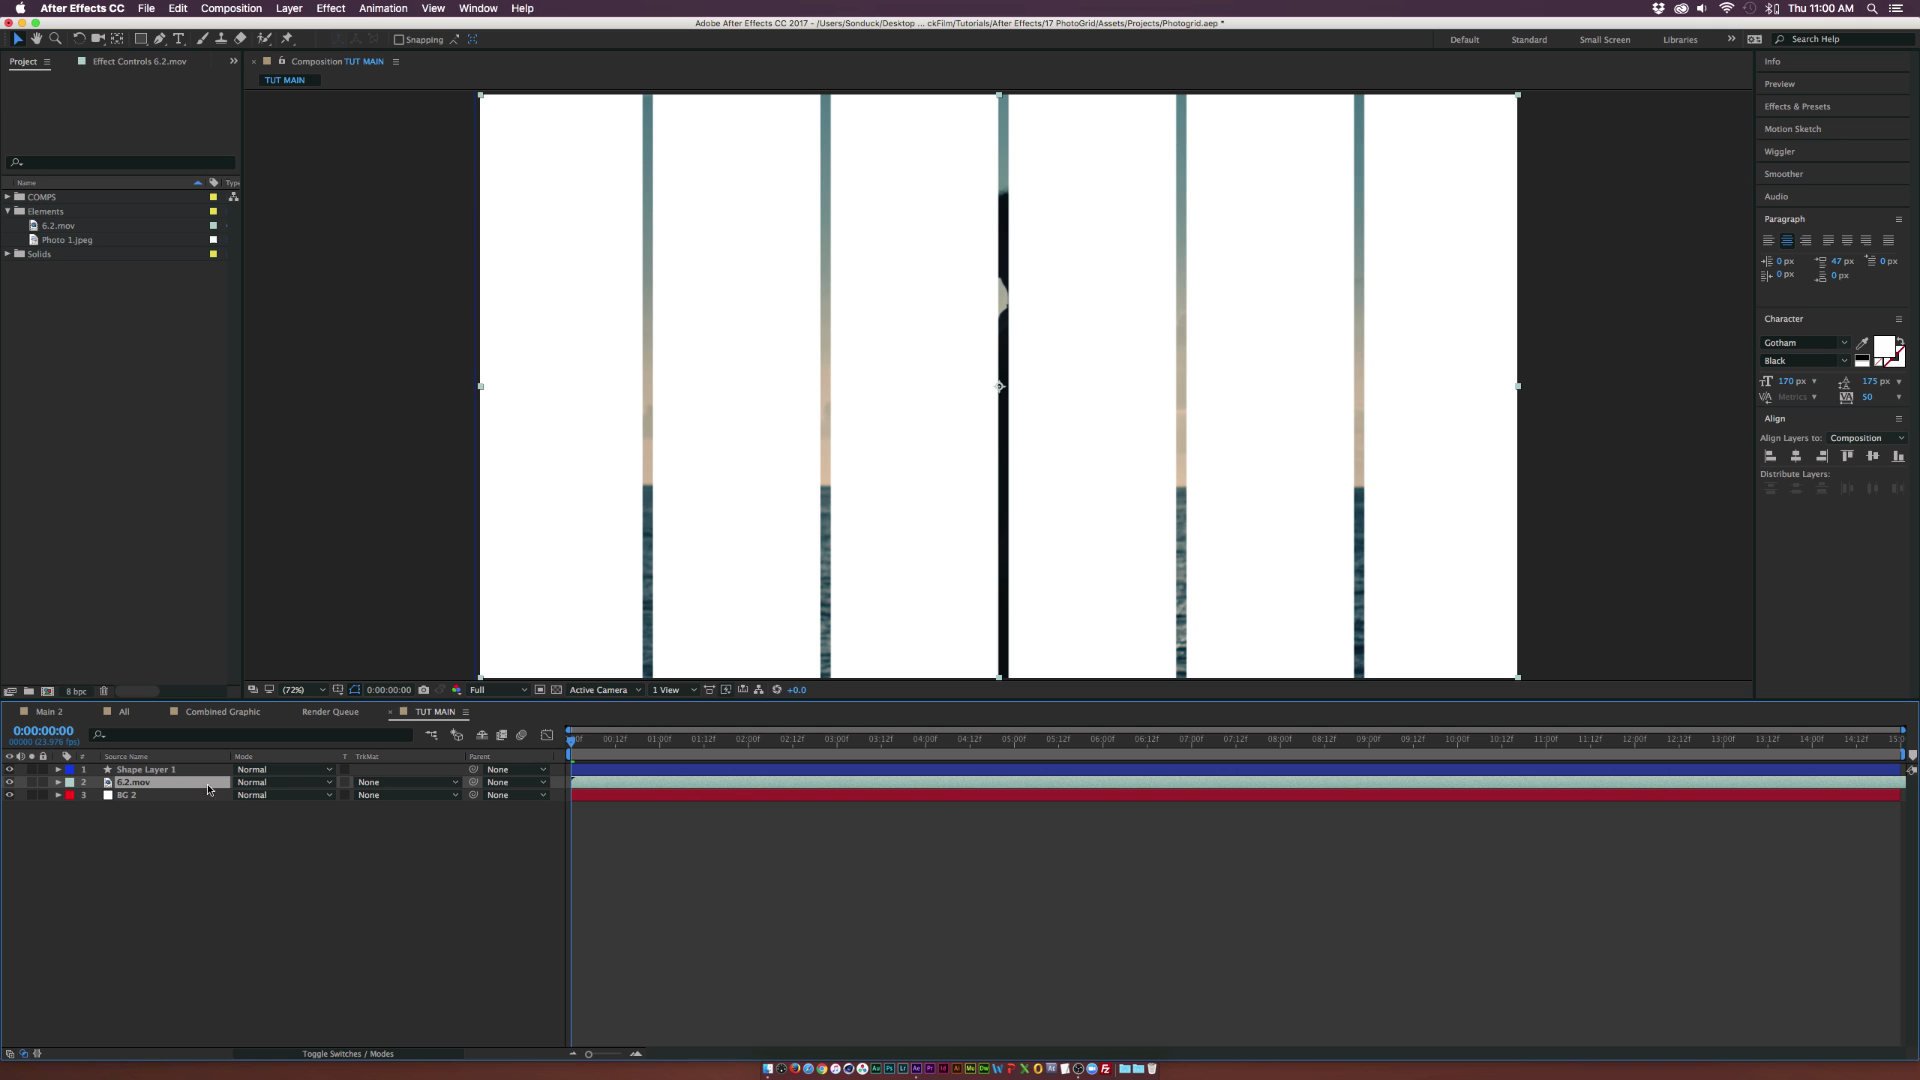 After Effects CC File Edit Composition Layer Effect Animation View Window Help Thu 11:00 AM
Adobe After Effects CC 2017 - /Users/Sonduck/Desktop ... ckFilm/Tutorials/After Effects/17 PhotoGrid/Assets/Projects/Photogrid.aep *
Snapping Default Standard Small Screen Libraries Search Help
Project Effect Controls 6.2.mov Composition TUT MAIN Info
TUT MAIN Preview
Effects & Presets
Motion Sketch
Wiggler
Smoother
Audio
Name Type
COMPS
Elements
6.2.mov
Photo 1.jpeg
Solids
Paragraph
0 px 47 px 0 px
0 px 0 px
Character
Gotham
Black
170 px 175 px
Metrics 50
Align
Align Layers to: Composition
Distribute Layers:
8 bpc (72%) 0:00:00:00 Full Active Camera 1 View +0.0
Main 2 All Combined Graphic Render Queue TUT MAIN
0:00:00:00
00000 (23.976 fps)
00:12f 01:00f 01:12f 02:00f 02:12f 03:00f 03:12f 04:00f 04:12f 05:00f 05:12f 06:00f 06:12f 07:00f 07:12f 08:00f 08:12f 09:00f 09:12f 10:00f 10:12f 11:00f 11:12f 12:00f 12:12f 13:00f 13:12f 14:00f 14:12f 15:0
# Source Name Mode T TrkMat Parent
1 Shape Layer 1 Normal None
2 6.2.mov Normal None None
3 BG 2 Normal None None
Toggle Switches / Modes